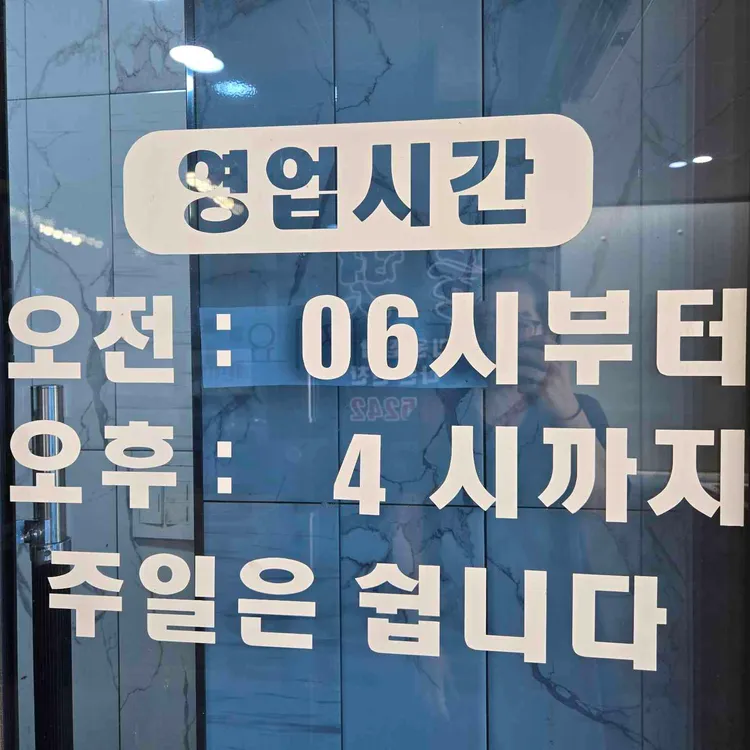 영업시간
오전 : 06시부터
오후 : 4시까지
주일은 쉽니다
5242